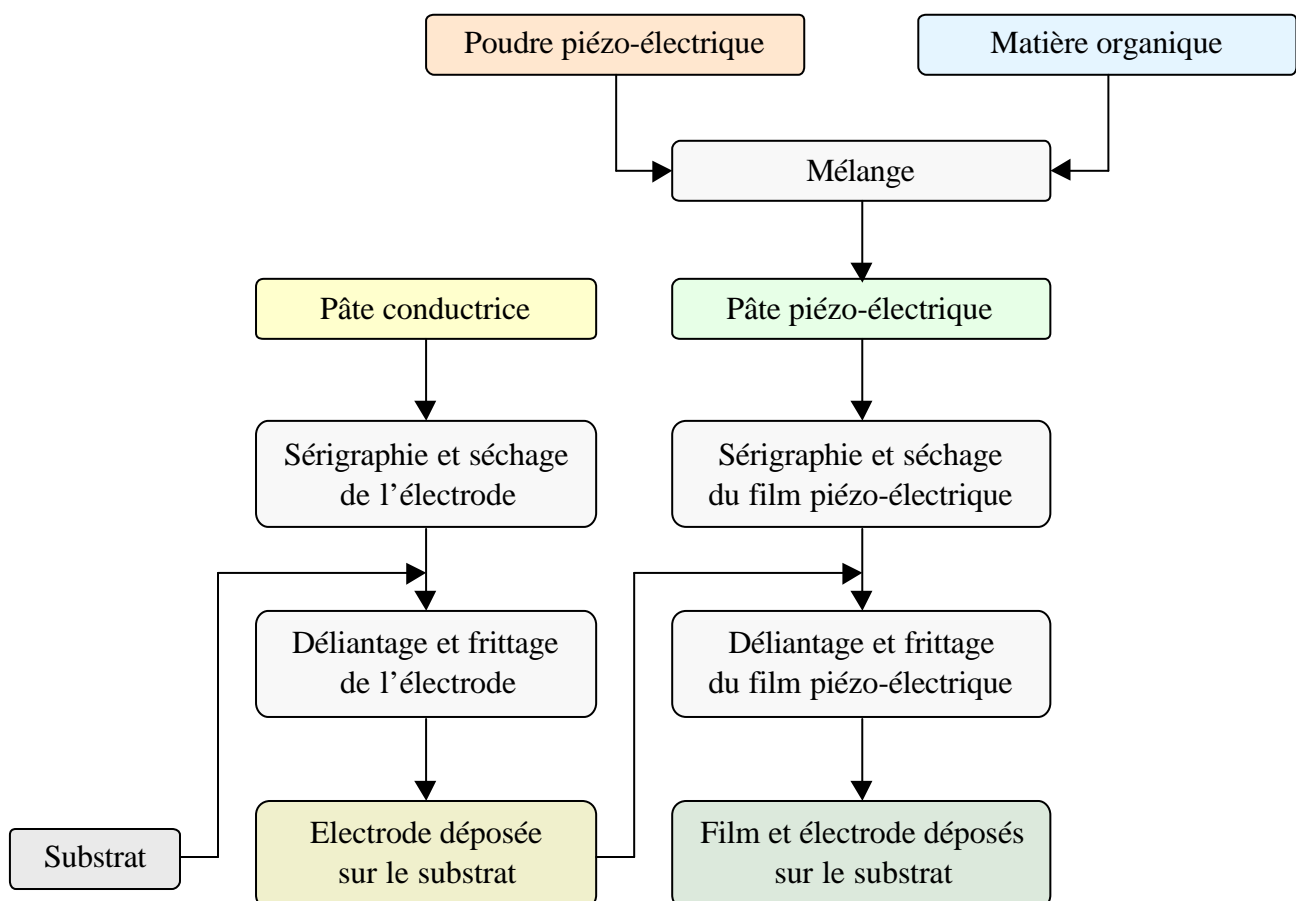 Poudre piézo-électrique
Matière organique
Mélange
Pâte conductrice
Pâte piézo-électrique
Sérigraphie et séchage
de l’électrode
Sérigraphie et séchage
du film piézo-électrique
Déliantage et frittage
de l’électrode
Déliantage et frittage
du film piézo-électrique
Substrat
Electrode déposée
sur le substrat
Film et électrode déposés
sur le substrat